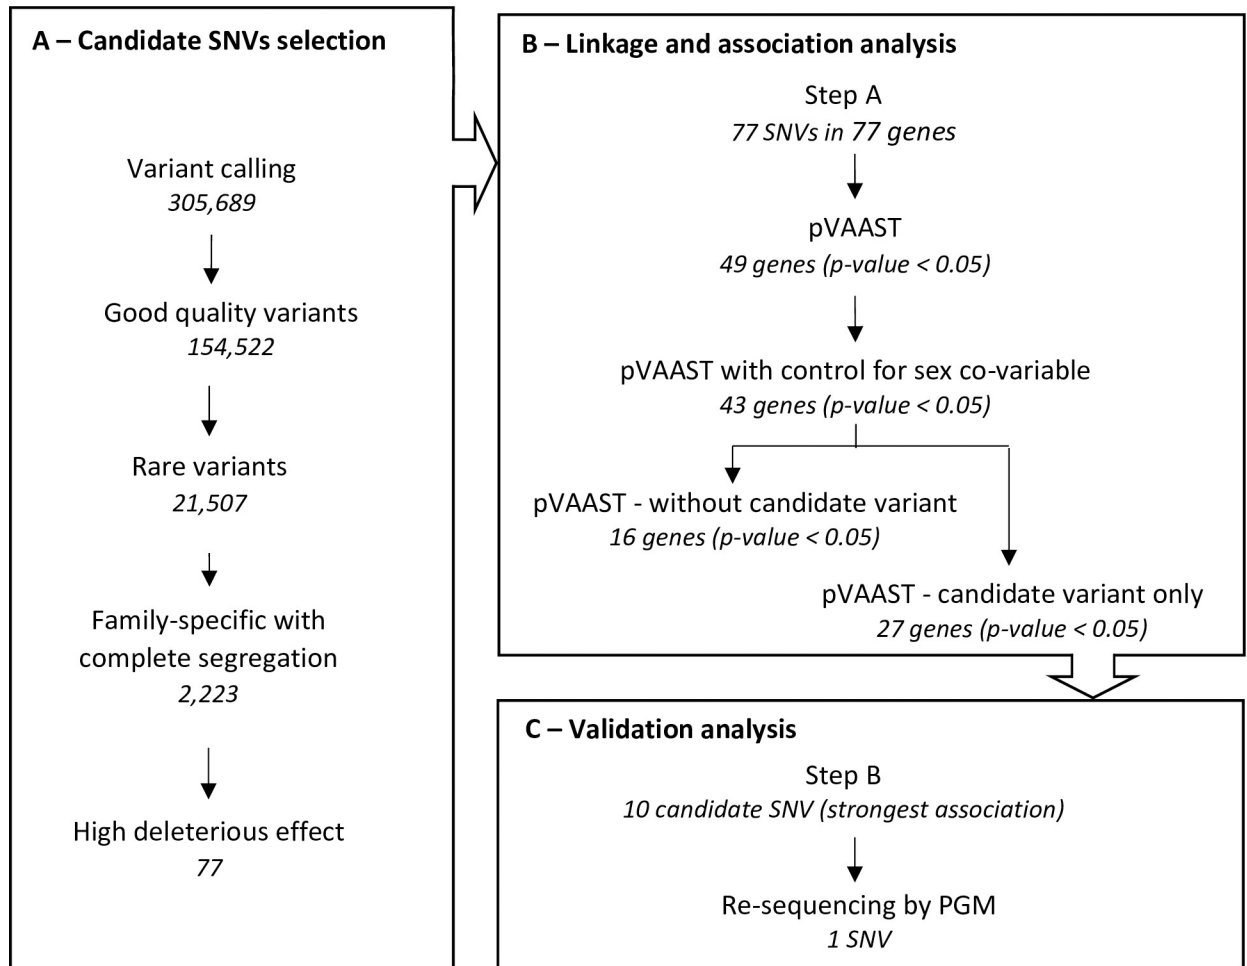 A – Candidate SNVs selection
Variant calling
305,689
Good quality variants
154,522
Rare variants
21,507
Family-specific with
complete segregation
2,223
High deleterious effect
77
B – Linkage and association analysis
Step A
77 SNVs in 77 genes
pVAAST
49 genes (p-value < 0.05)
pVAAST with control for sex co-variable
43 genes (p-value < 0.05)
pVAAST - without candidate variant
16 genes (p-value < 0.05)
pVAAST - candidate variant only
27 genes (p-value < 0.05)
C – Validation analysis
Step B
10 candidate SNV (strongest association)
Re-sequencing by PGM
1 SNV